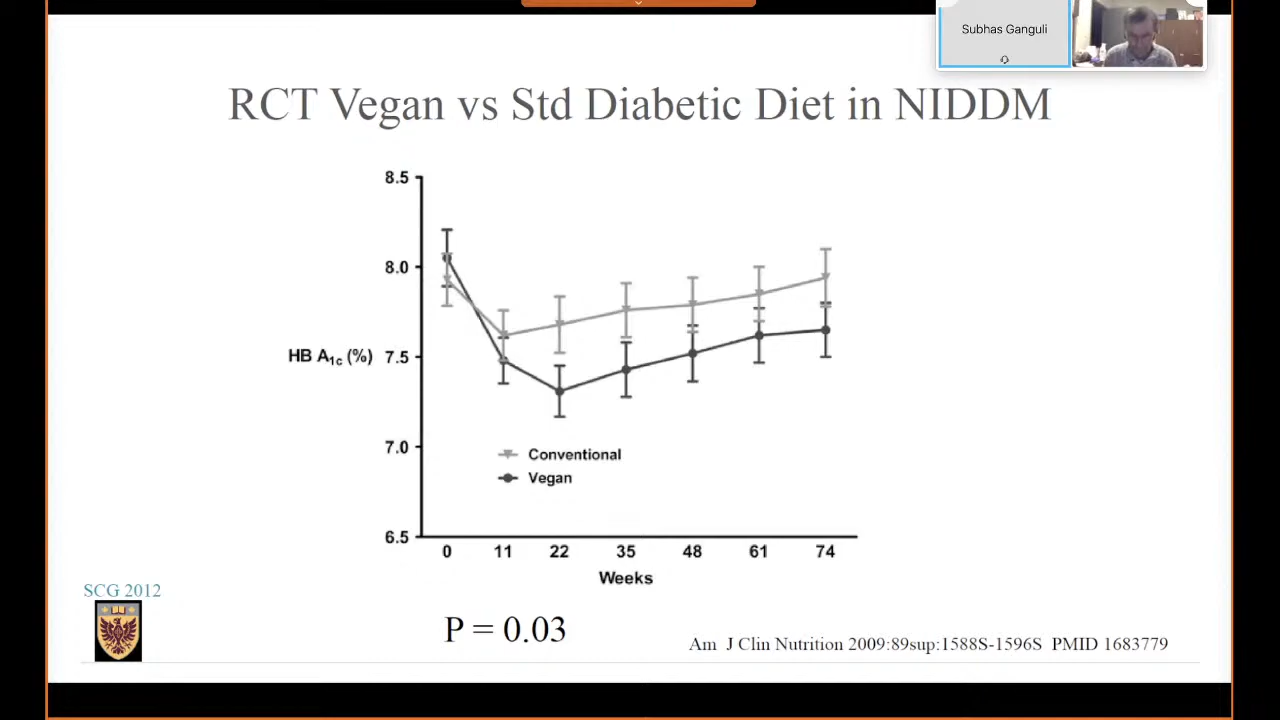 Subhas Ganguli
RCT Vegan vs Std Diabetic Diet in NIDDM
8.5
8.0
HB A1c (%)
7.5
7.0
6.5
Conventional
Vegan
0 11 22 35 48 61 74
Weeks
SCG 2012
P = 0.03
Am J Clin Nutrition 2009:89sup:1588S-1596S PMID 1683779